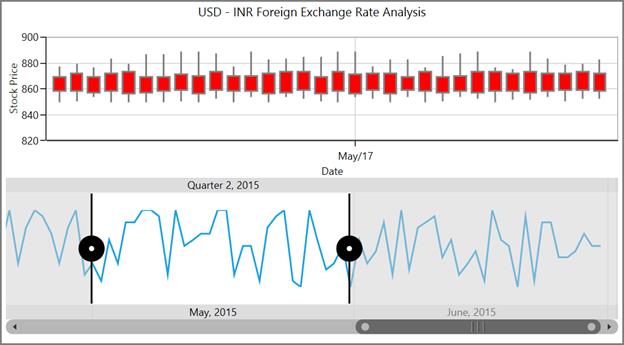 USD - INR Foreign Exchange Rate Analysis
900
880
860
840
820
Stock Price
May/17
Date
Quarter 2, 2015
May, 2015
June, 2015